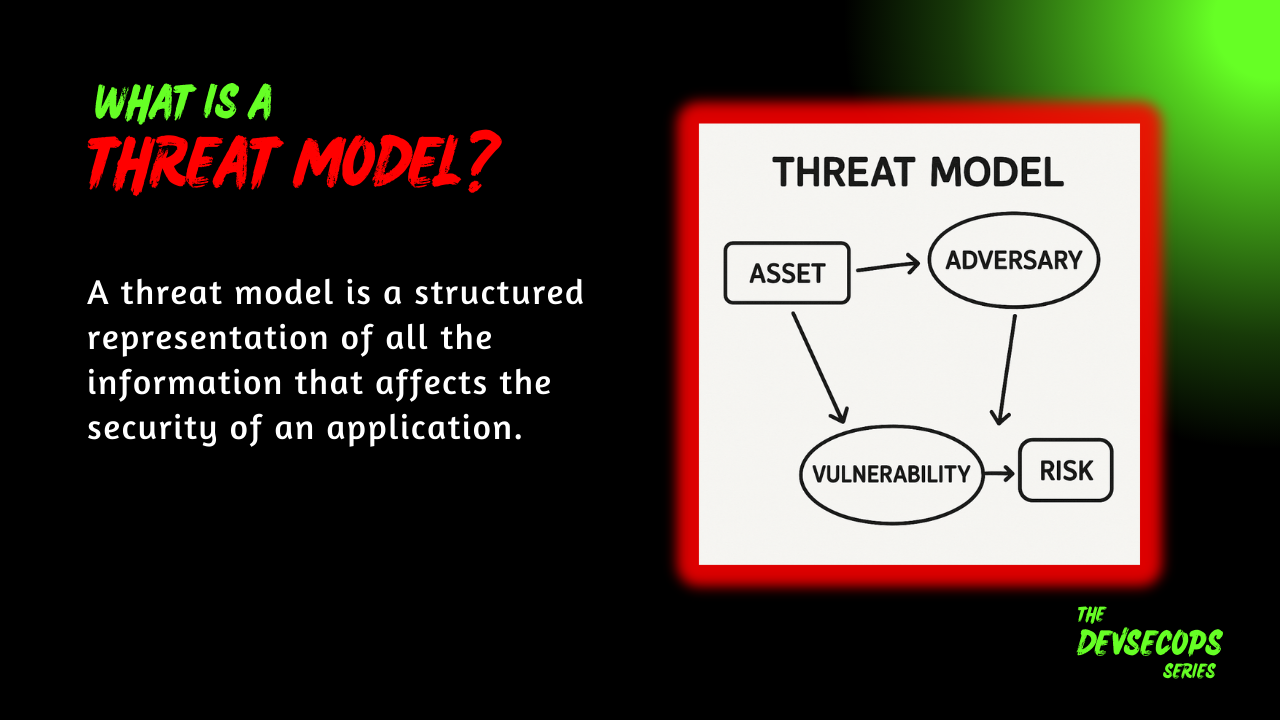 WHAT IS A
THREAT MODEL?
A threat model is a structured
representation of all the
information that affects the
security of an application.
THREAT MODEL
ASSET
ADVERSARY
VULNERABILITY
RISK
THE
DEVSECOPS
SERIES